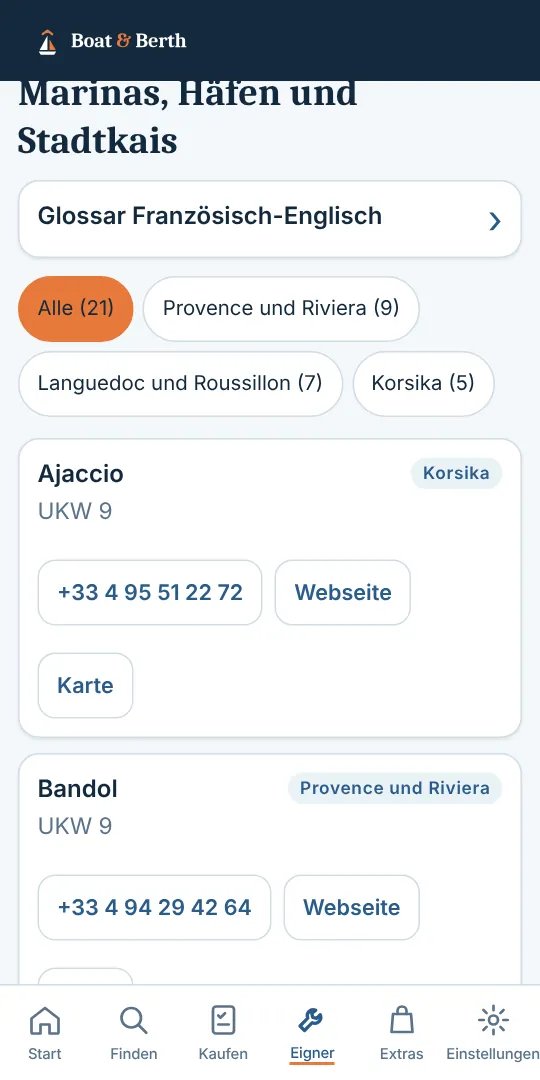 Boat & Berth
Marinas, Häfen und
Stadtkais
Glossar Französisch-Englisch
Alle (21)
Provence und Riviera (9)
Languedoc und Roussillon (7)
Korsika (5)
Ajaccio
Korsika
UKW 9
+33 4 95 51 22 72
Webseite
Karte
Bandol
Provence und Riviera
UKW 9
+33 4 94 29 42 64
Webseite
Start
Finden
Kaufen
Eigner
Extras
Einstellungen